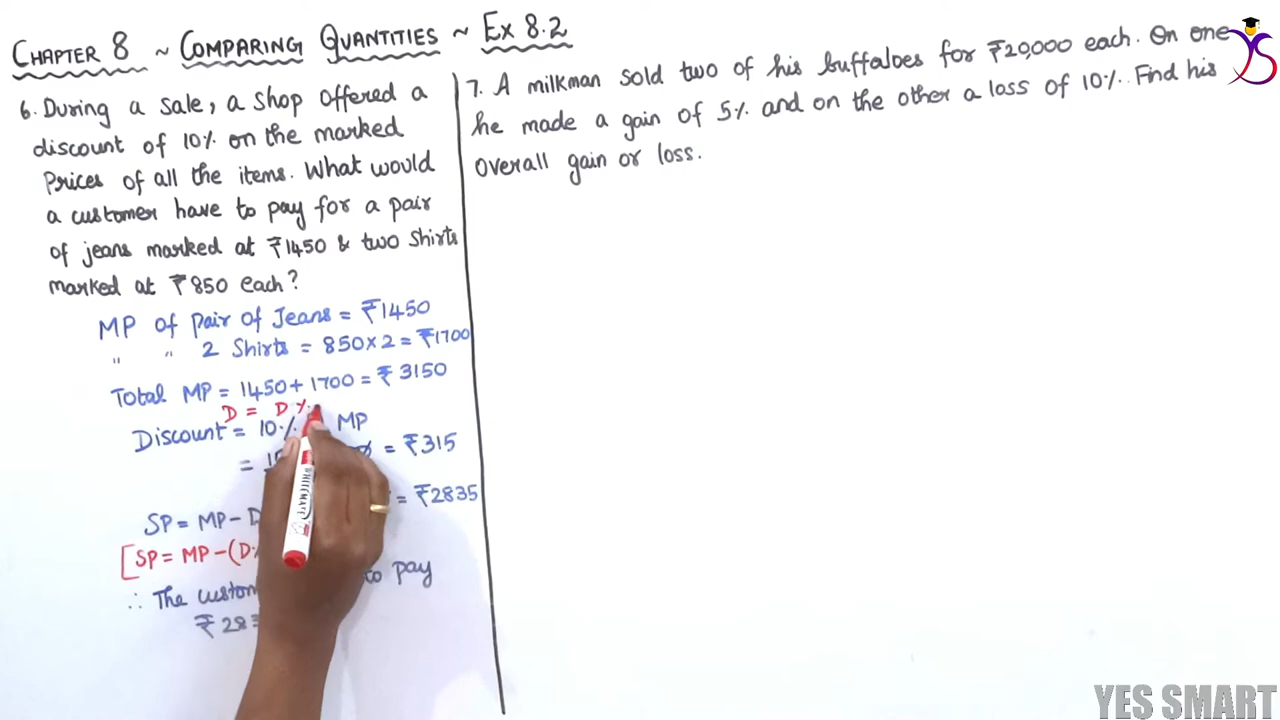 CHAPTER 8 ~ COMPARING QUANTITIES ~ Ex 8.2
6. During a sale, a shop offered a
discount of 10% on the marked
Prices of all the items. What would
a customer have to pay for a pair
of jeans marked at ₹1450 & two Shirts
marked at ₹850 each?
MP of pair of Jeans = ₹1450
" " 2 Shirts = 850×2 = ₹1700
Total MP = 1450 + 1700 = ₹3150
D = D%
Discount = 10% MP
= = ₹315
SP = MP - D = ₹2835
[SP = MP - (D%
∴ The to pay
₹
7. A milkman sold two of his buffaloes for ₹20,000 each. On one
he made a gain of 5% and on the other a loss of 10%. Find his
Overall gain or loss.
WHITEMATE
YES SMART